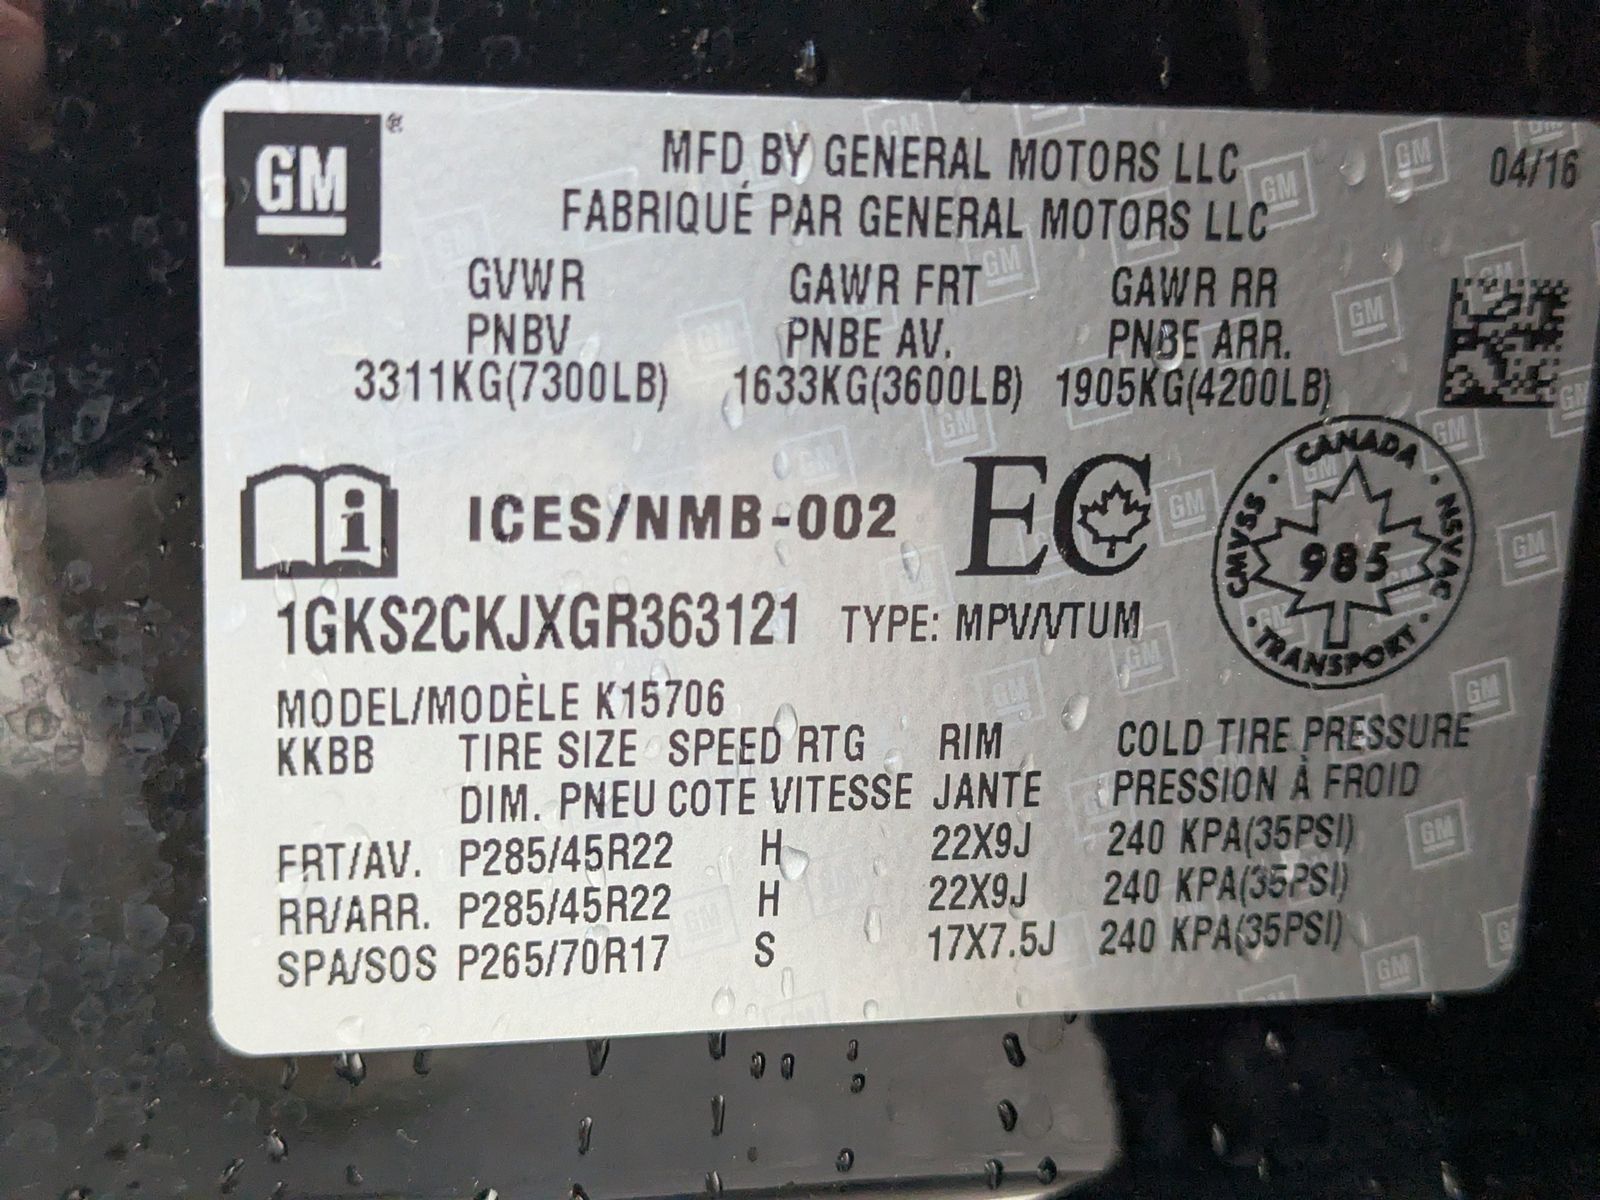 GM
®
MFD BY GENERAL MOTORS LLC
04/16
FABRIQUÉ PAR GENERAL MOTORS LLC
GVWR GAWR FRT GAWR RR
PNBV PNBE AV. PNBE ARR.
3311KG(7300LB) 1633KG(3600LB) 1905KG(4200LB)
i ICES/NMB-002 EC
CANADA
CMVSS · 985 · NSVAC
TRANSPORT
1GKS2CKJXGR363121 TYPE: MPV/VTUM
MODEL/MODÈLE K15706
KKBB TIRE SIZE SPEED RTG RIM COLD TIRE PRESSURE
DIM. PNEU COTE VITESSE JANTE PRESSION À FROID
FRT/AV. P285/45R22 H 22X9J 240 KPA(35PSI)
RR/ARR. P285/45R22 H 22X9J 240 KPA(35PSI)
SPA/SOS P265/70R17 S 17X7.5J 240 KPA(35PSI)